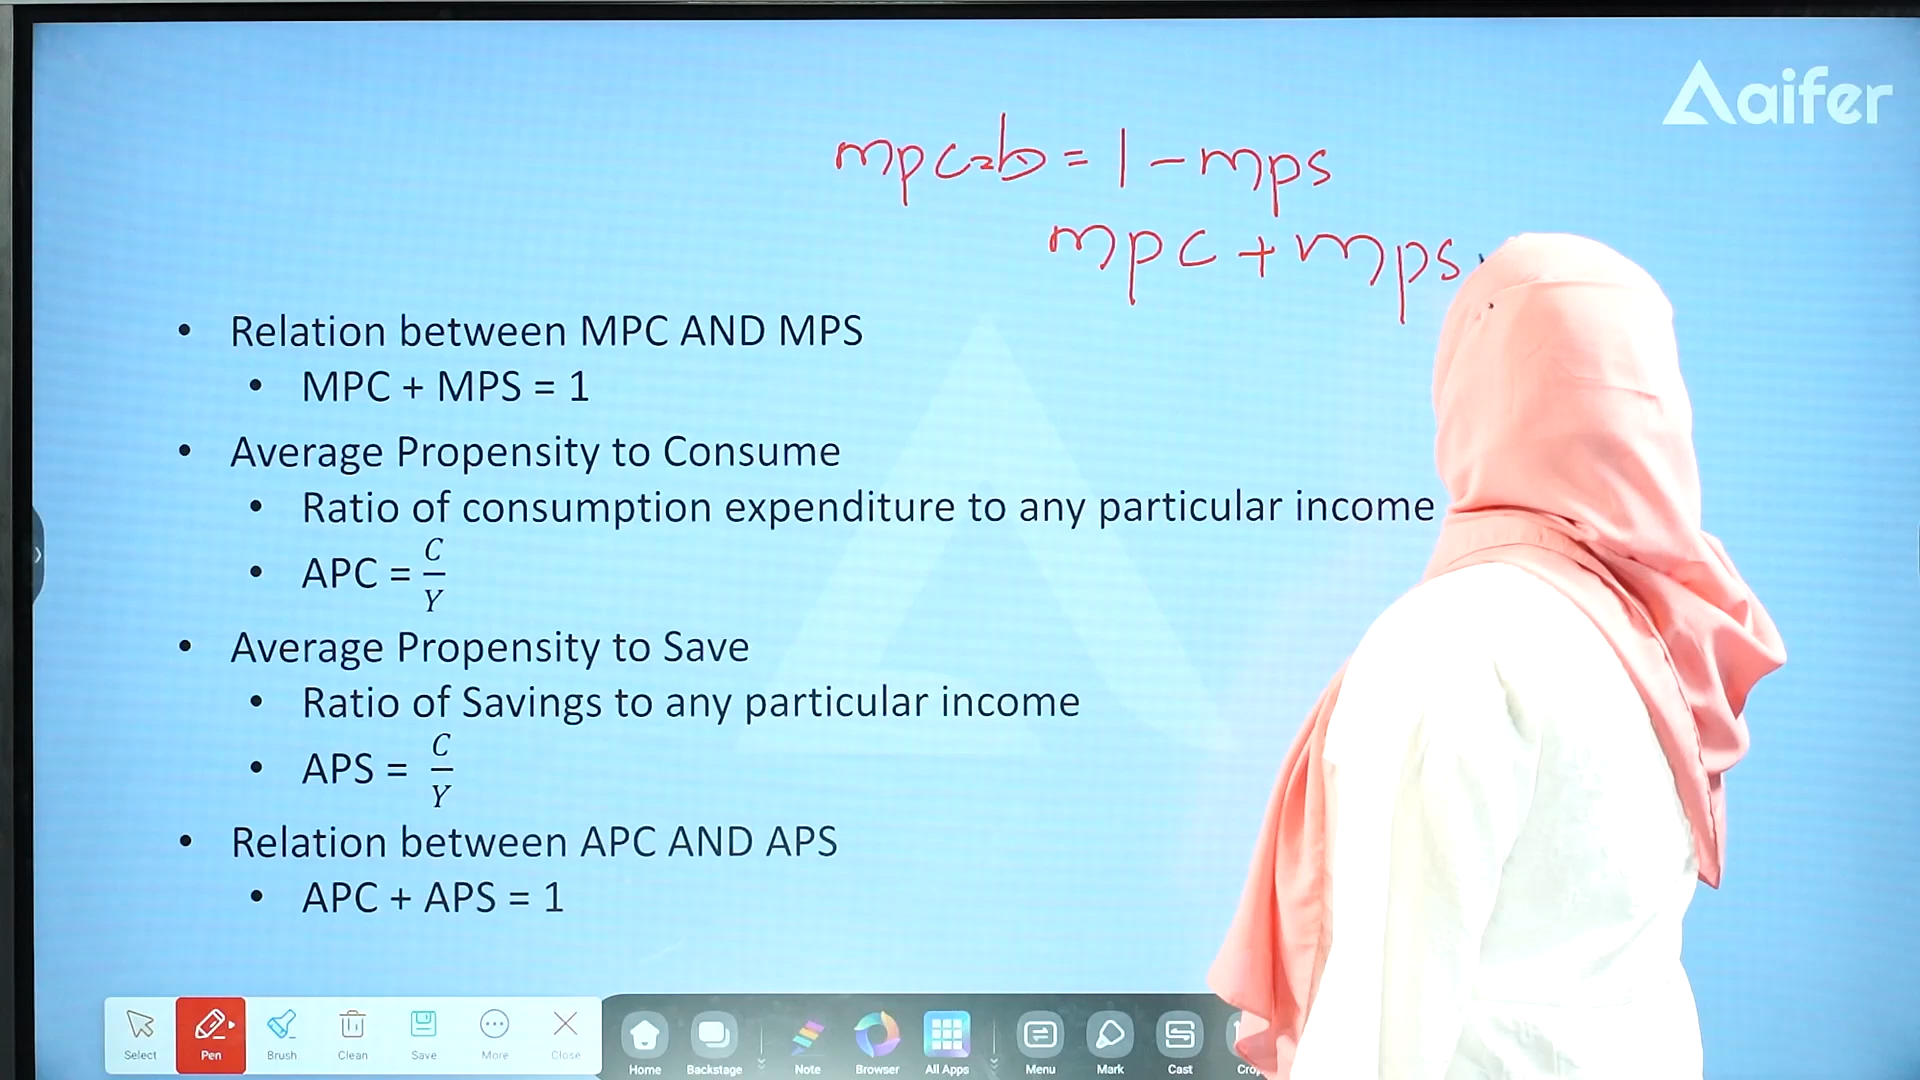 aifer
mpc=b = 1 - mps
mpc + mps
• Relation between MPC AND MPS
• MPC + MPS = 1
• Average Propensity to Consume
• Ratio of consumption expenditure to any particular income
• APC = C/Y
• Average Propensity to Save
• Ratio of Savings to any particular income
• APS = C/Y
• Relation between APC AND APS
• APC + APS = 1
Select Pen Brush Clean Save More Close Home Backstage Note Browser All Apps Menu Mark Cast